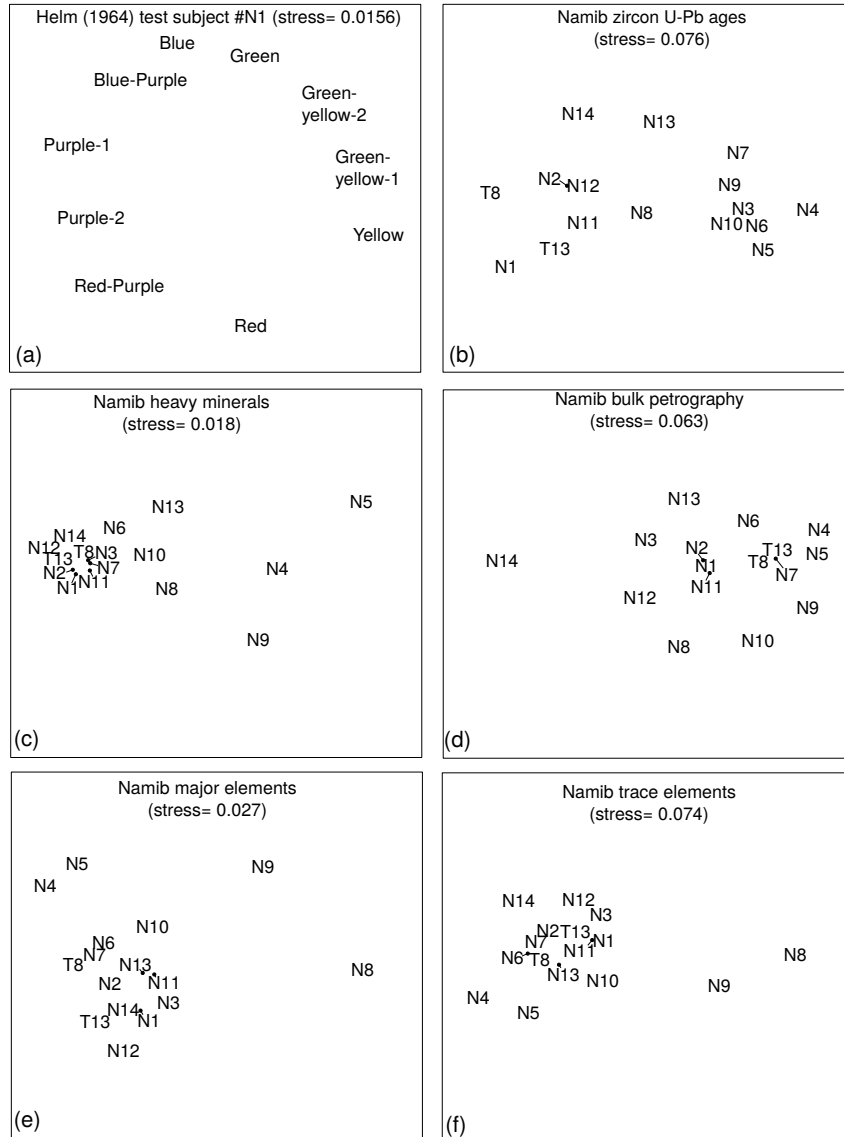 Helm (1964) test subject #N1 (stress= 0.0156)
Blue
Green
Blue-Purple
Green-
yellow-2
Purple-1
Green-
yellow-1
Purple-2
Yellow
Red-Purple
Red
(a)
Namib zircon U-Pb ages
(stress= 0.076)
N14
N13
N7
N2
N12
N9
T8
N8
N3
N4
N11
N10
N6
T13
N5
N1
(b)
Namib heavy minerals
(stress= 0.018)
N5
N13
N6
N14
N12
T8
N3
N10
T13
N7
N4
N2
N1
N11
N8
N9
(c)
Namib bulk petrography
(stress= 0.063)
N13
N6
N4
N3
N2
T13
N5
N14
N1
T8
N7
N11
N12
N9
N8
N10
(d)
Namib major elements
(stress= 0.027)
N5
N9
N4
N10
N6
N7
T8
N13
N8
N2
N11
N3
N14
T13
N1
N12
(e)
Namib trace elements
(stress= 0.074)
N14
N12
N3
N2
T13
N7
N1
N11
N6
T8
N8
N13
N10
N9
N4
N5
(f)